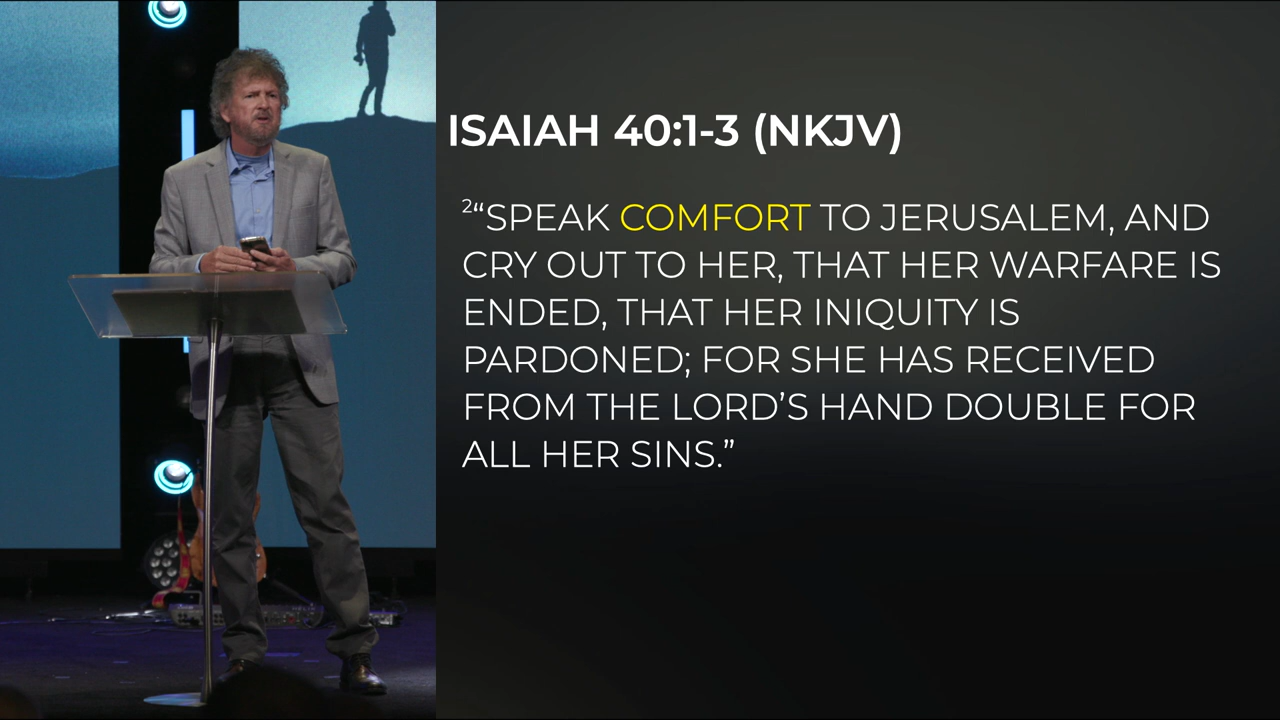 ISAIAH 40:1-3 (NKJV)
²“SPEAK COMFORT TO JERUSALEM, AND
CRY OUT TO HER, THAT HER WARFARE IS
ENDED, THAT HER INIQUITY IS
PARDONED; FOR SHE HAS RECEIVED
FROM THE LORD’S HAND DOUBLE FOR
ALL HER SINS.”